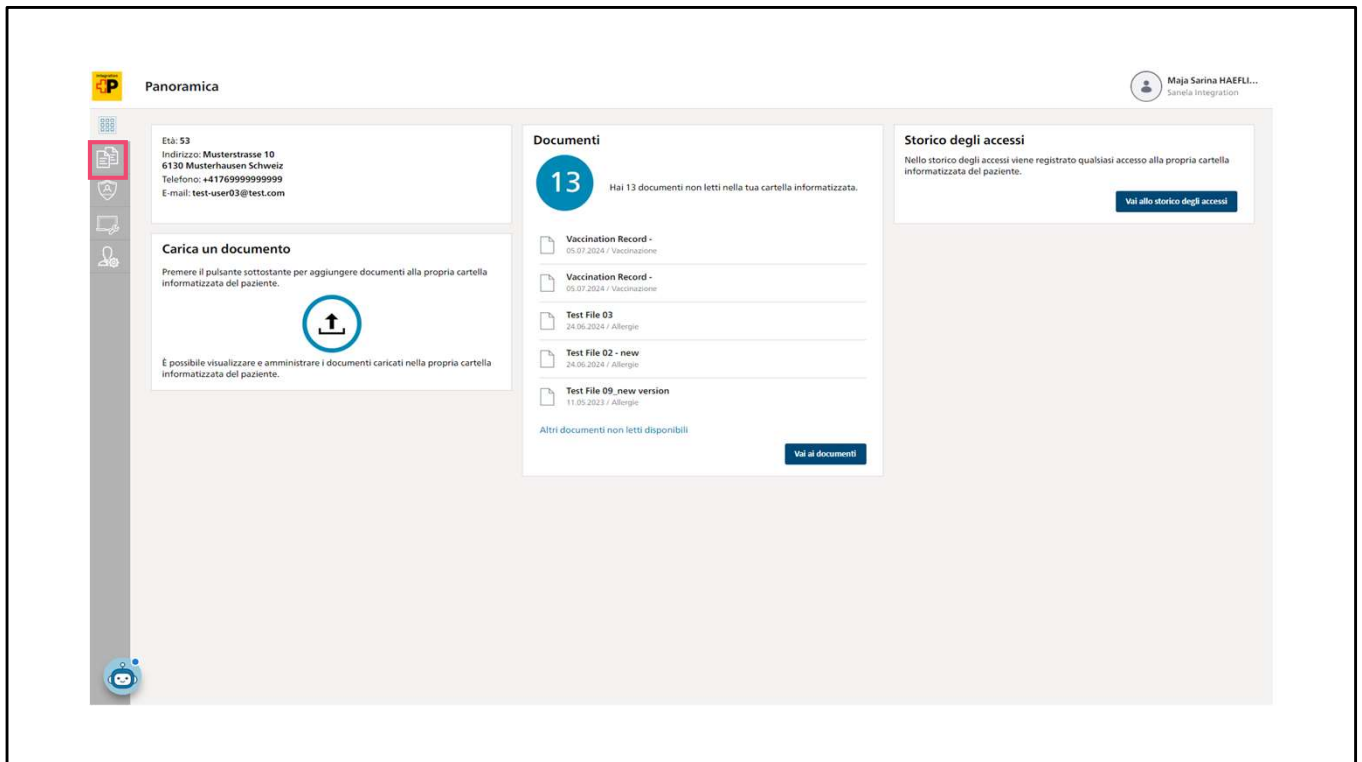 Integration
P
Panoramica
Maja Sarina HAEFLI...
Sanela Integration
Età: 53
Indirizzo: Musterstrasse 10
6130 Musterhausen Schweiz
Telefono: +41769999999999
E-mail: test-user03@test.com
Carica un documento
Premere il pulsante sottostante per aggiungere documenti alla propria cartella
informatizzata del paziente.
È possibile visualizzare e amministrare i documenti caricati nella propria cartella
informatizzata del paziente.
Documenti
13
Hai 13 documenti non letti nella tua cartella informatizzata.
Vaccination Record -
05.07.2024 / Vaccinazione
Vaccination Record -
05.07.2024 / Vaccinazione
Test File 03
24.06.2024 / Allergie
Test File 02 - new
24.06.2024 / Allergie
Test File 09_new version
11.05.2023 / Allergie
Altri documenti non letti disponibili
Vai ai documenti
Storico degli accessi
Nello storico degli accessi viene registrato qualsiasi accesso alla propria cartella
informatizzata del paziente.
Vai allo storico degli accessi